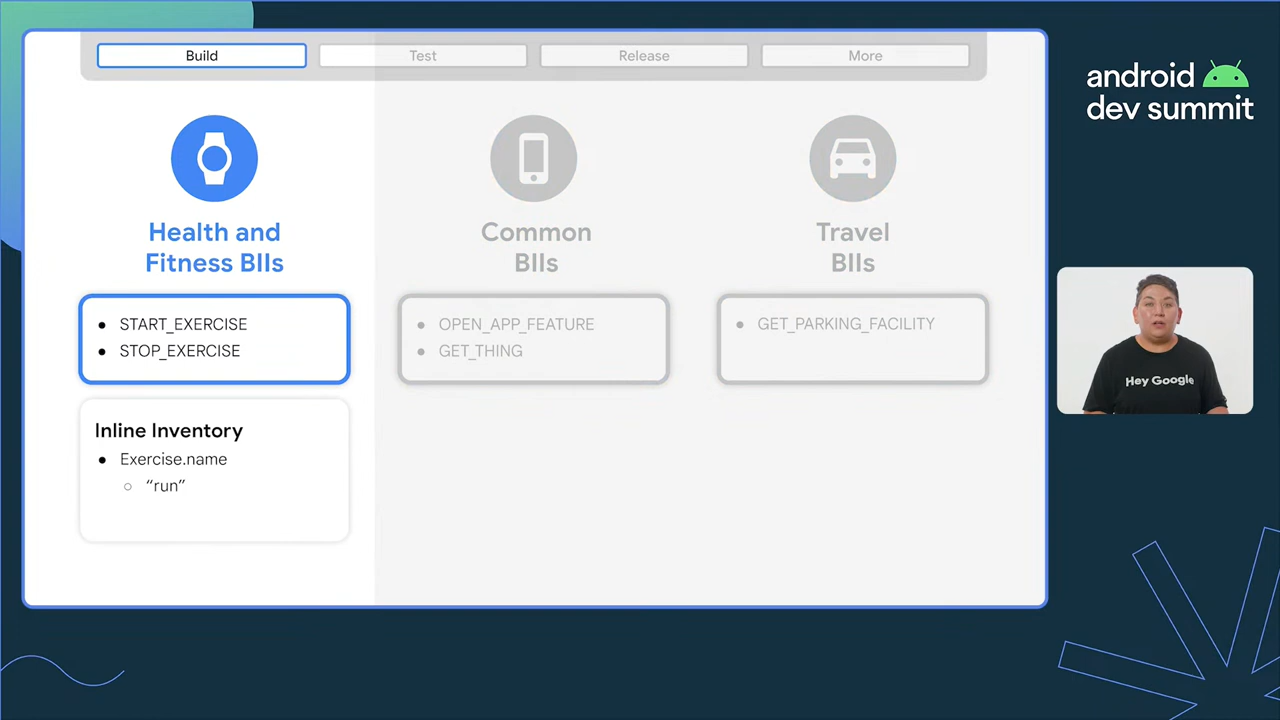 Build
Test
Release
More
android
dev summit
Health and
Fitness BIIs
Common
BIIs
Travel
BIIs
START_EXERCISE
STOP_EXERCISE
OPEN_APP_FEATURE
GET_THING
GET_PARKING_FACILITY
Hey Google
Inline Inventory
Exercise.name
“run”